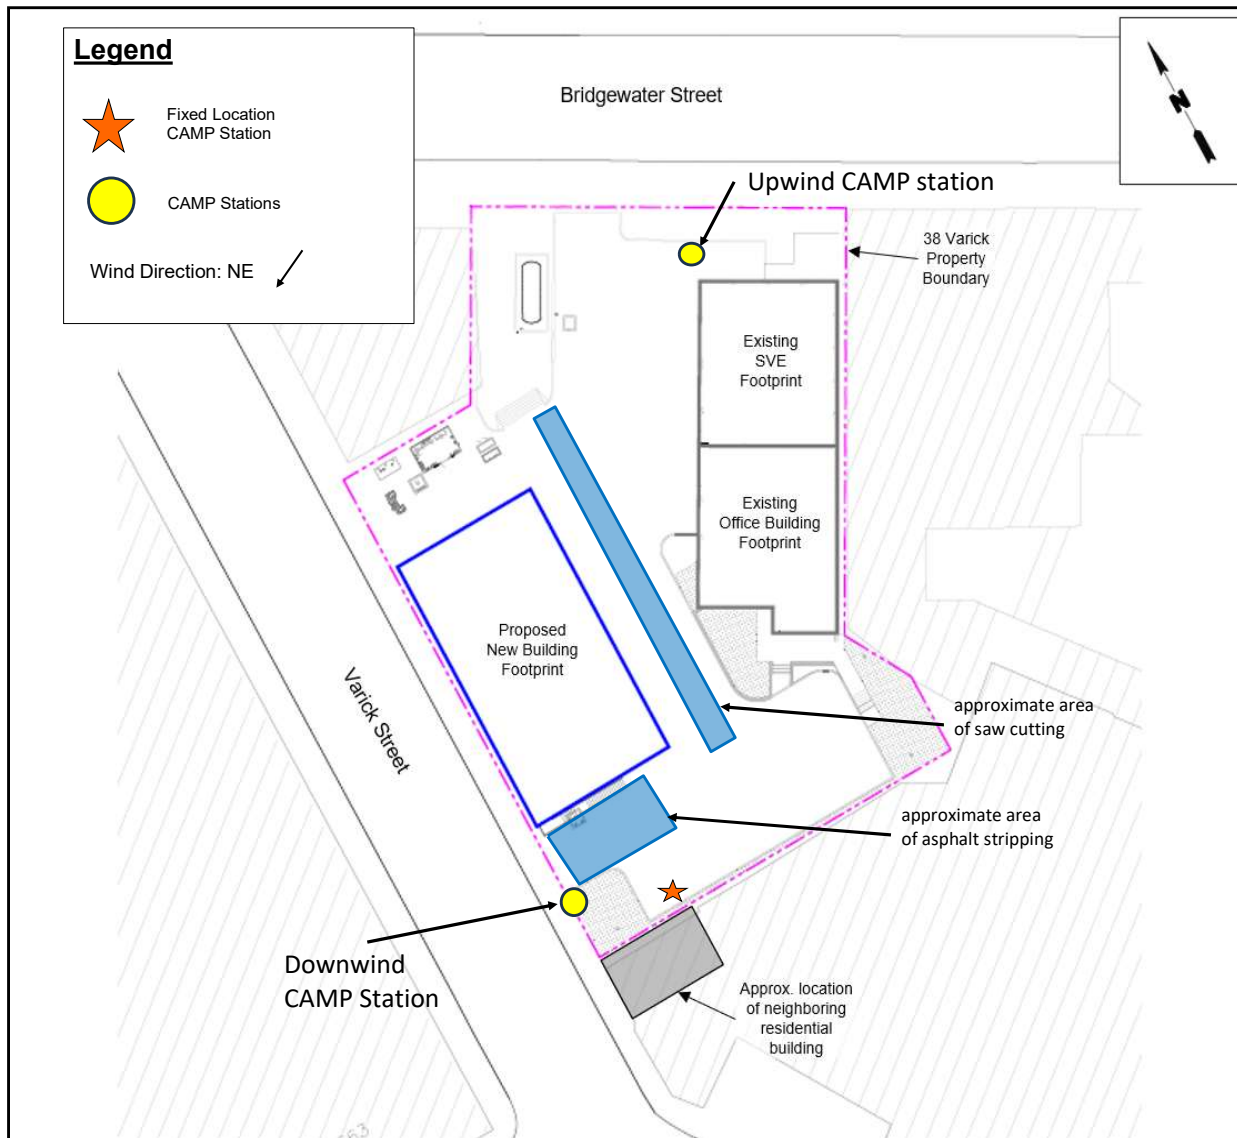 Legend
Fixed Location
CAMP Station
CAMP Stations
Wind Direction: NE
Bridgewater Street
N
Upwind CAMP station
38 Varick
Property
Boundary
Existing
SVE
Footprint
Existing
Office Building
Footprint
Proposed
New Building
Footprint
Varick Street
approximate area
of saw cutting
approximate area
of asphalt stripping
Downwind
CAMP Station
Approx. location
of neighboring
residential
building